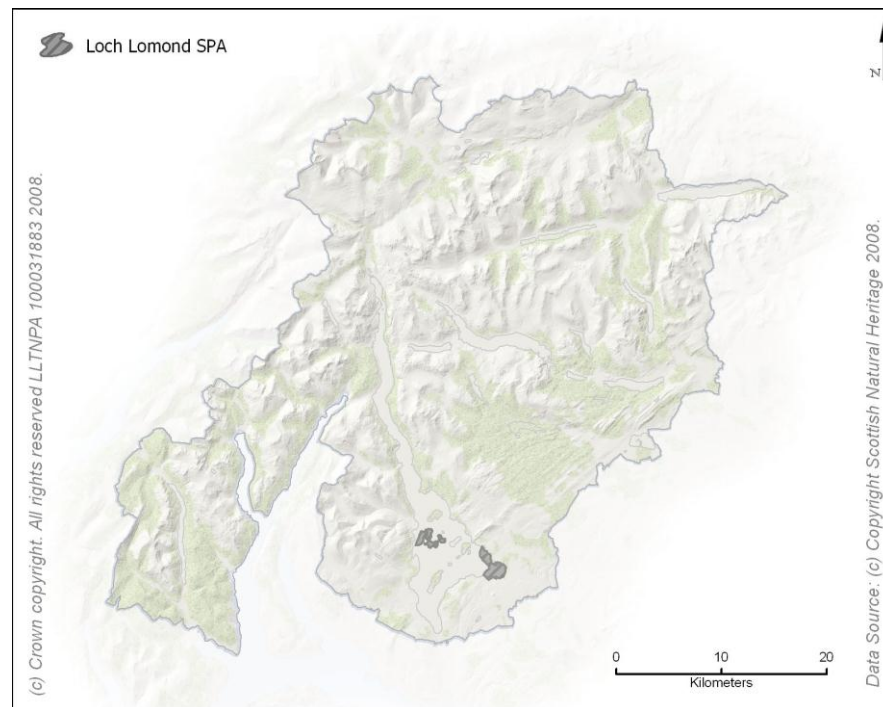 Loch Lomond SPA
N
(c) Crown copyright. All rights reserved LLTNPA 100031883 2008.
Data Source: (c) Copyright Scottish Natural Heritage 2008.
0 10 20
Kilometers